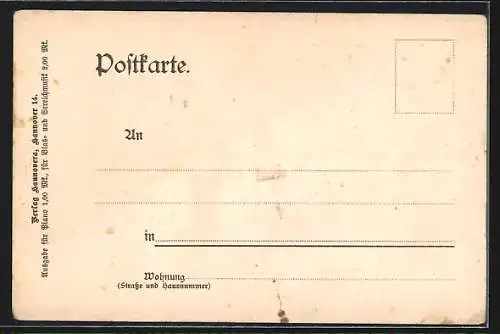 Postkarte.
An
in
Wohnung
(Straße und Hausnummer)
Verlag Hannovera, Hannover 14.
Ausgabe für Piano 1,80 Mk., für Blas- und Streichmusik 2,00 Mk.